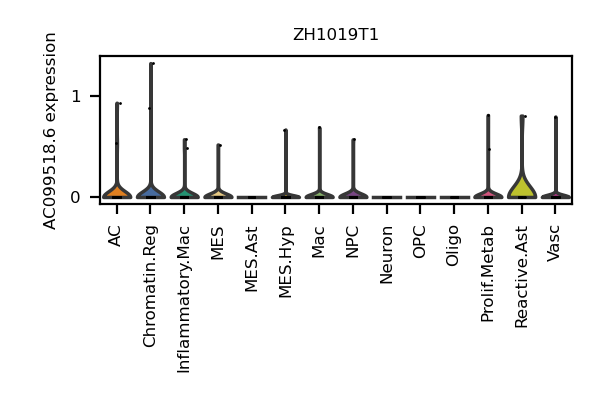 ZH1019T1
AC099518.6 expression
1
0
AC
Chromatin.Reg
Inflammatory.Mac
MES
MES.Ast
MES.Hyp
Mac
NPC
Neuron
OPC
Oligo
Prolif.Metab
Reactive.Ast
Vasc